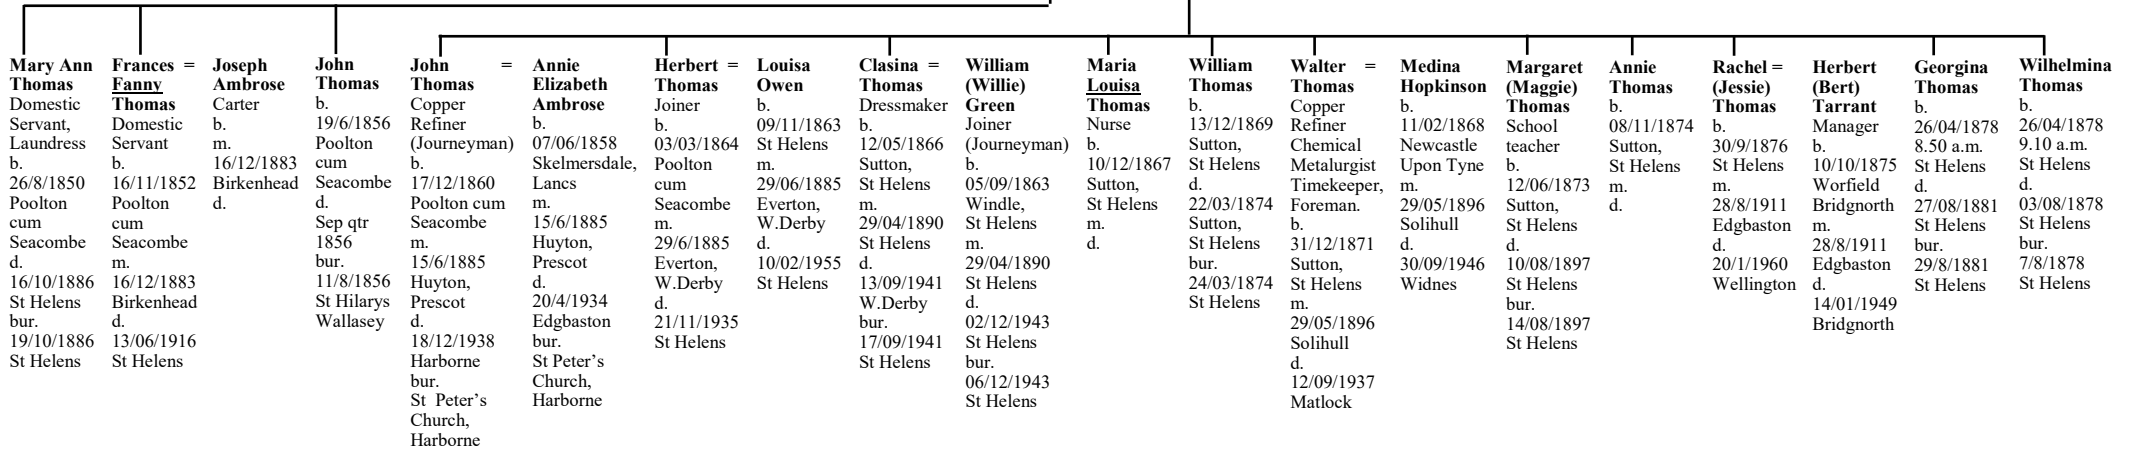 Mary Ann
Thomas
Domestic
Servant,
Laundress
b.
26/8/1850
Poolton
cum
Seacombe
d.
16/10/1886
St Helens
bur.
19/10/1886
St Helens
Frances =
Fanny
Thomas
Domestic
Servant
b.
16/11/1852
Poolton
cum
Seacombe
m.
16/12/1883
Birkenhead
d.
13/06/1916
St Helens
Joseph
Ambrose
Carter
b.
m.
16/12/1883
Birkenhead
d.
John
Thomas
b.
19/6/1856
Poolton
cum
Seacombe
d.
Sep qtr
1856
bur.
11/8/1856
St Hilarys
Wallasey
John =
Thomas
Copper
Refiner
(Journeyman)
b.
17/12/1860
Poolton cum
Seacombe
m.
15/6/1885
Huyton,
Prescot
d.
18/12/1938
Harborne
bur.
St Peter’s
Church,
Harborne
Annie
Elizabeth
Ambrose
b.
07/06/1858
Skelmersdale,
Lancs
m.
15/6/1885
Huyton,
Prescot
d.
20/4/1934
Edgbaston
bur.
St Peter’s
Church,
Harborne
Herbert =
Thomas
Joiner
b.
03/03/1864
Poolton
cum
Seacombe
m.
29/6/1885
Everton,
W.Derby
d.
21/11/1935
St Helens
Louisa
Owen
b.
09/11/1863
St Helens
m.
29/06/1885
Everton,
W.Derby
d.
10/02/1955
St Helens
Clasina =
Thomas
Dressmaker
b.
12/05/1866
Sutton,
St Helens
m.
29/04/1890
St Helens
d.
13/09/1941
W.Derby
bur.
17/09/1941
St Helens
William
(Willie)
Green
Joiner
(Journeyman)
b.
05/09/1863
Windle,
St Helens
m.
29/04/1890
St Helens
d.
02/12/1943
St Helens
bur.
06/12/1943
St Helens
Maria
Louisa
Thomas
Nurse
b.
10/12/1867
Sutton,
St Helens
m.
d.
William
Thomas
b.
13/12/1869
Sutton,
St Helens
d.
22/03/1874
Sutton,
St Helens
bur.
24/03/1874
St Helens
Walter =
Thomas
Copper
Refiner
Chemical
Metalurgist
Timekeeper,
Foreman.
b.
31/12/1871
Sutton,
St Helens
m.
29/05/1896
Solihull
d.
12/09/1937
Matlock
Medina
Hopkinson
b.
11/02/1868
Newcastle
Upon Tyne
m.
29/05/1896
Solihull
d.
30/09/1946
Widnes
Margaret
(Maggie)
Thomas
School
teacher
b.
12/06/1873
Sutton,
St Helens
d.
10/08/1897
St Helens
bur.
14/08/1897
St Helens
Annie
Thomas
b.
08/11/1874
Sutton,
St Helens
m.
d.
Rachel =
(Jessie)
Thomas
b.
30/9/1876
St Helens
m.
28/8/1911
Edgbaston
d.
20/1/1960
Wellington
Herbert
(Bert)
Tarrant
Manager
b.
10/10/1875
Worfield
Bridgnorth
m.
28/8/1911
Edgbaston
d.
14/01/1949
Bridgnorth
Georgina
Thomas
b.
26/04/1878
8.50 a.m.
St Helens
d.
27/08/1881
bur.
29/8/1881
St Helens
Wilhelmina
Thomas
b.
26/04/1878
9.10 a.m.
St Helens
d.
03/08/1878
St Helens
bur.
7/8/1878
St Helens